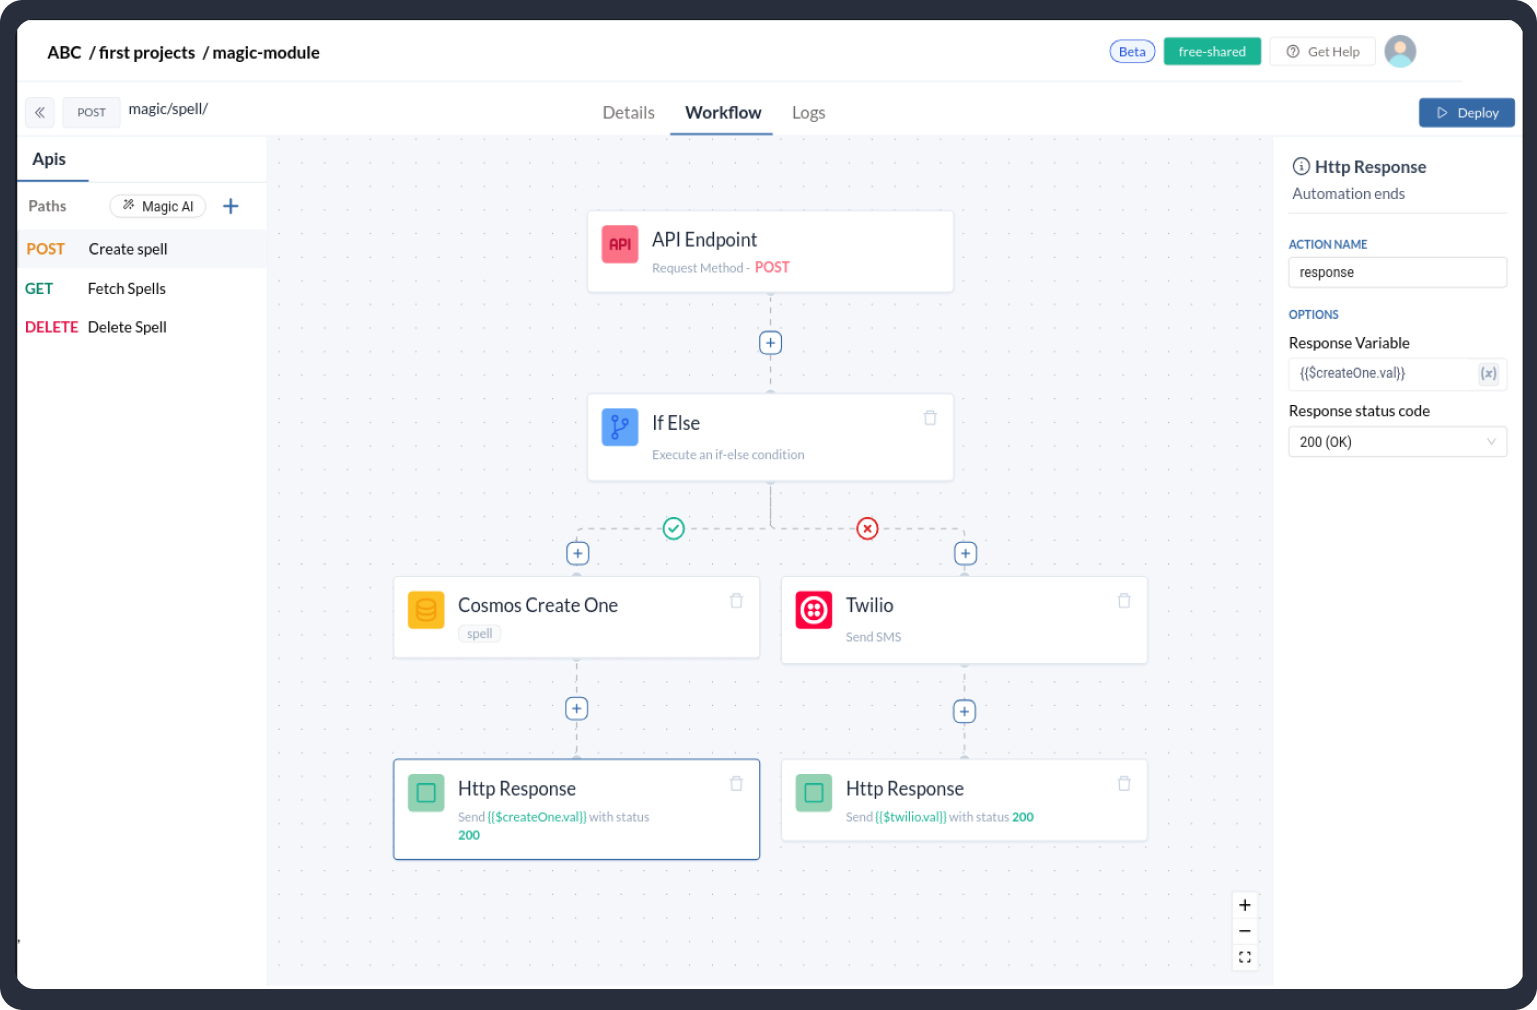 ABC / first projects / magic-module
Beta
free-shared
Get Help
POST
magic/spell/
Details
Workflow
Logs
Deploy
Apis
Paths
Magic AI
POST Create spell
GET Fetch Spells
DELETE Delete Spell
API
API Endpoint
Request Method - POST
If Else
Execute an if-else condition
Cosmos Create One
spell
Twilio
Send SMS
Http Response
Send {{$createOne.val}} with status
200
Http Response
Send {{$twilio.val}} with status 200
Http Response
Automation ends
ACTION NAME
response
OPTIONS
Response Variable
{{$createOne.val}}
(x)
Response status code
200 (OK)